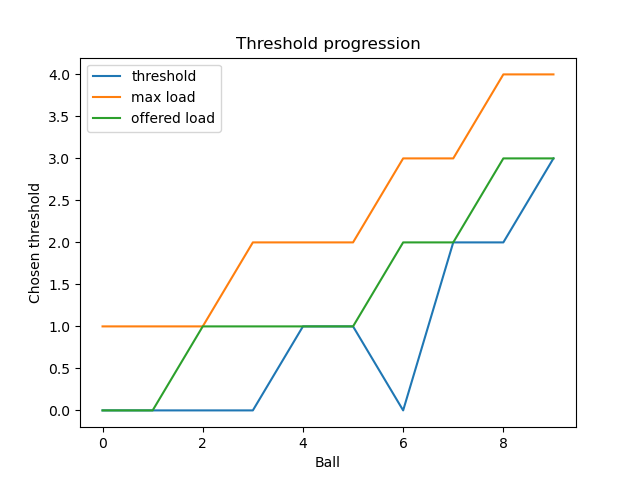 Threshold progression
threshold
max load
offered load
Chosen threshold
4.0
3.5
3.0
2.5
2.0
1.5
1.0
0.5
0.0
0
2
4
6
8
Ball